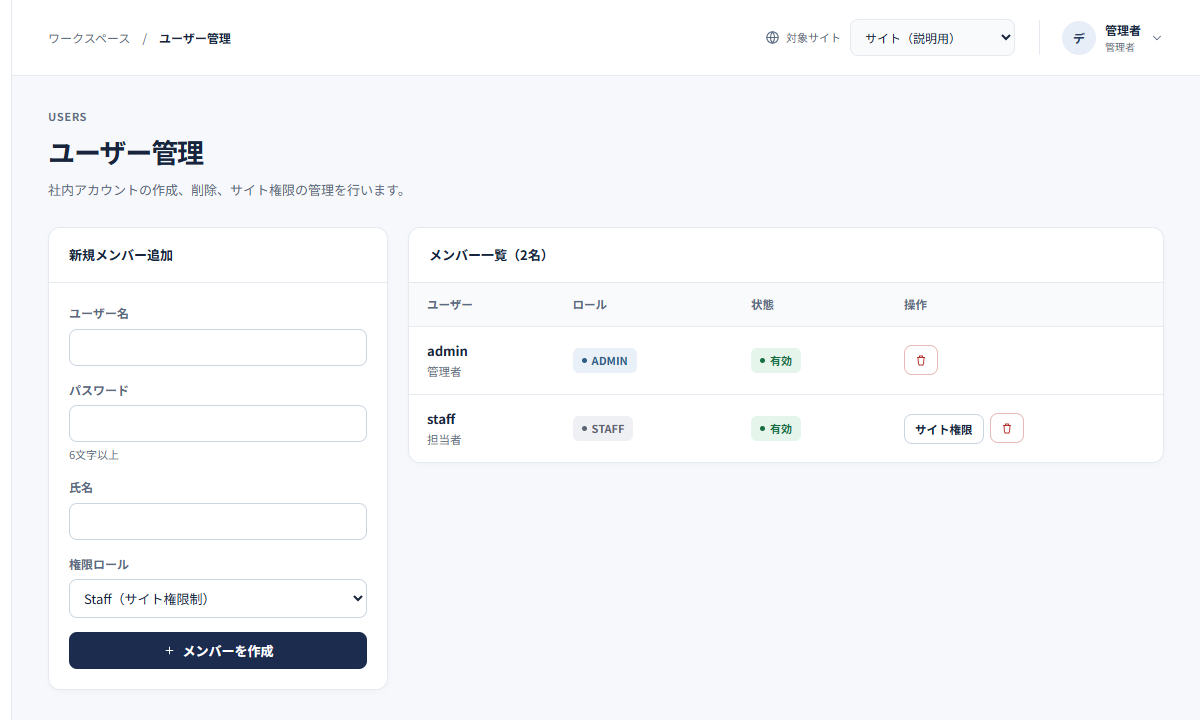 ワークスペース / ユーザー管理
対象サイト サイト（説明用） デ 管理者
管理者
USERS
ユーザー管理
社内アカウントの作成、削除、サイト権限の管理を行います。
新規メンバー追加
ユーザー名
パスワード
6文字以上
氏名
権限ロール
Staff（サイト権限制）
＋ メンバーを作成
メンバー一覧（2名）
ユーザー ロール 状態 操作
admin
管理者
ADMIN 有効
staff
担当者
STAFF 有効 サイト権限